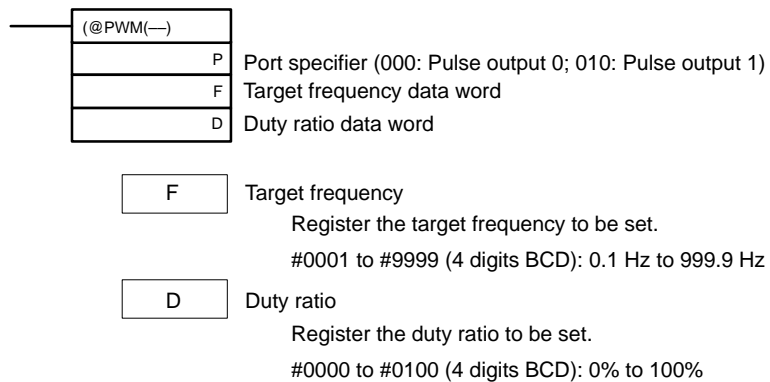 (@PWM(—)
P Port specifier (000: Pulse output 0; 010: Pulse output 1)
F Target frequency data word
D Duty ratio data word
F Target frequency
Register the target frequency to be set.
#0001 to #9999 (4 digits BCD): 0.1 Hz to 999.9 Hz
D Duty ratio
Register the duty ratio to be set.
#0000 to #0100 (4 digits BCD): 0% to 100%